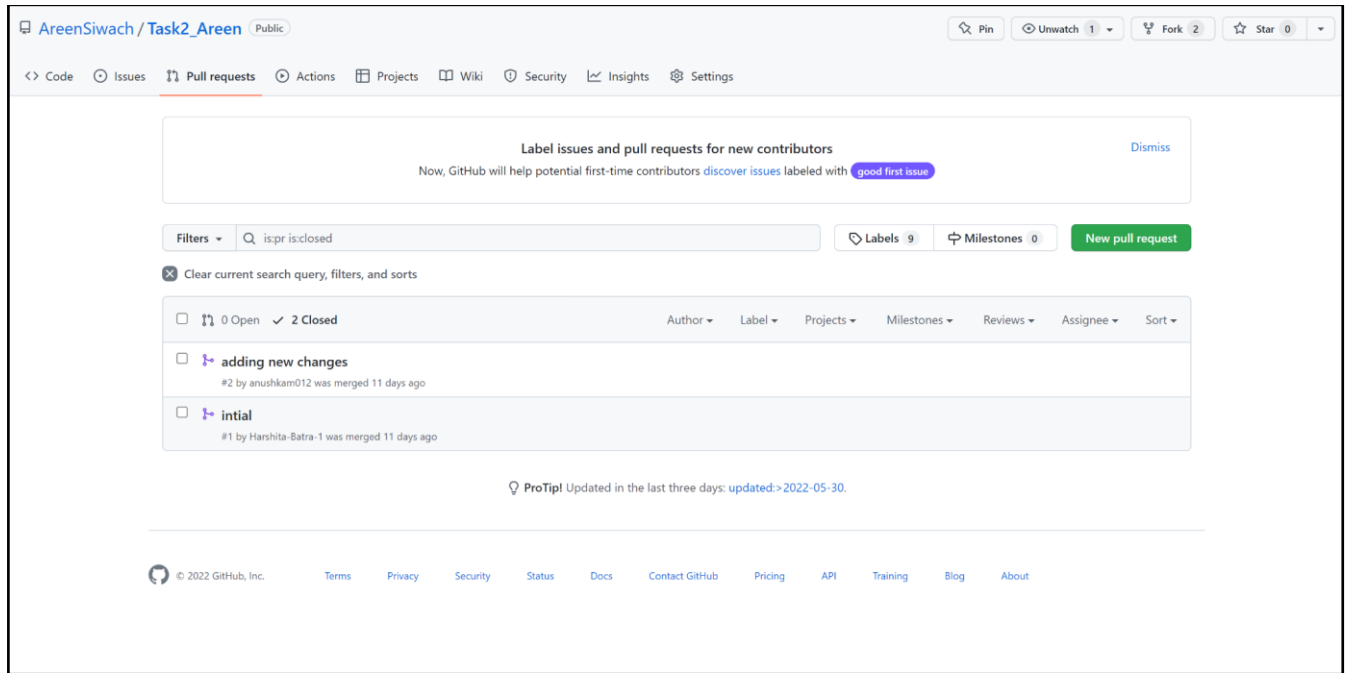 AreenSiwach / Task2_Areen Public Pin Unwatch 1 Fork 2 Star 0
Code Issues Pull requests Actions Projects Wiki Security Insights Settings
Label issues and pull requests for new contributors
Dismiss
Now, GitHub will help potential first-time contributors discover issues labeled with good first issue
Filters is:pr is:closed Labels 9 Milestones 0 New pull request
Clear current search query, filters, and sorts
0 Open 2 Closed Author Label Projects Milestones Reviews Assignee Sort
adding new changes
#2 by anushkam012 was merged 11 days ago
intial
#1 by Harshita-Batra-1 was merged 11 days ago
ProTip! Updated in the last three days: updated:>2022-05-30.
© 2022 GitHub, Inc. Terms Privacy Security Status Docs Contact GitHub Pricing API Training Blog About